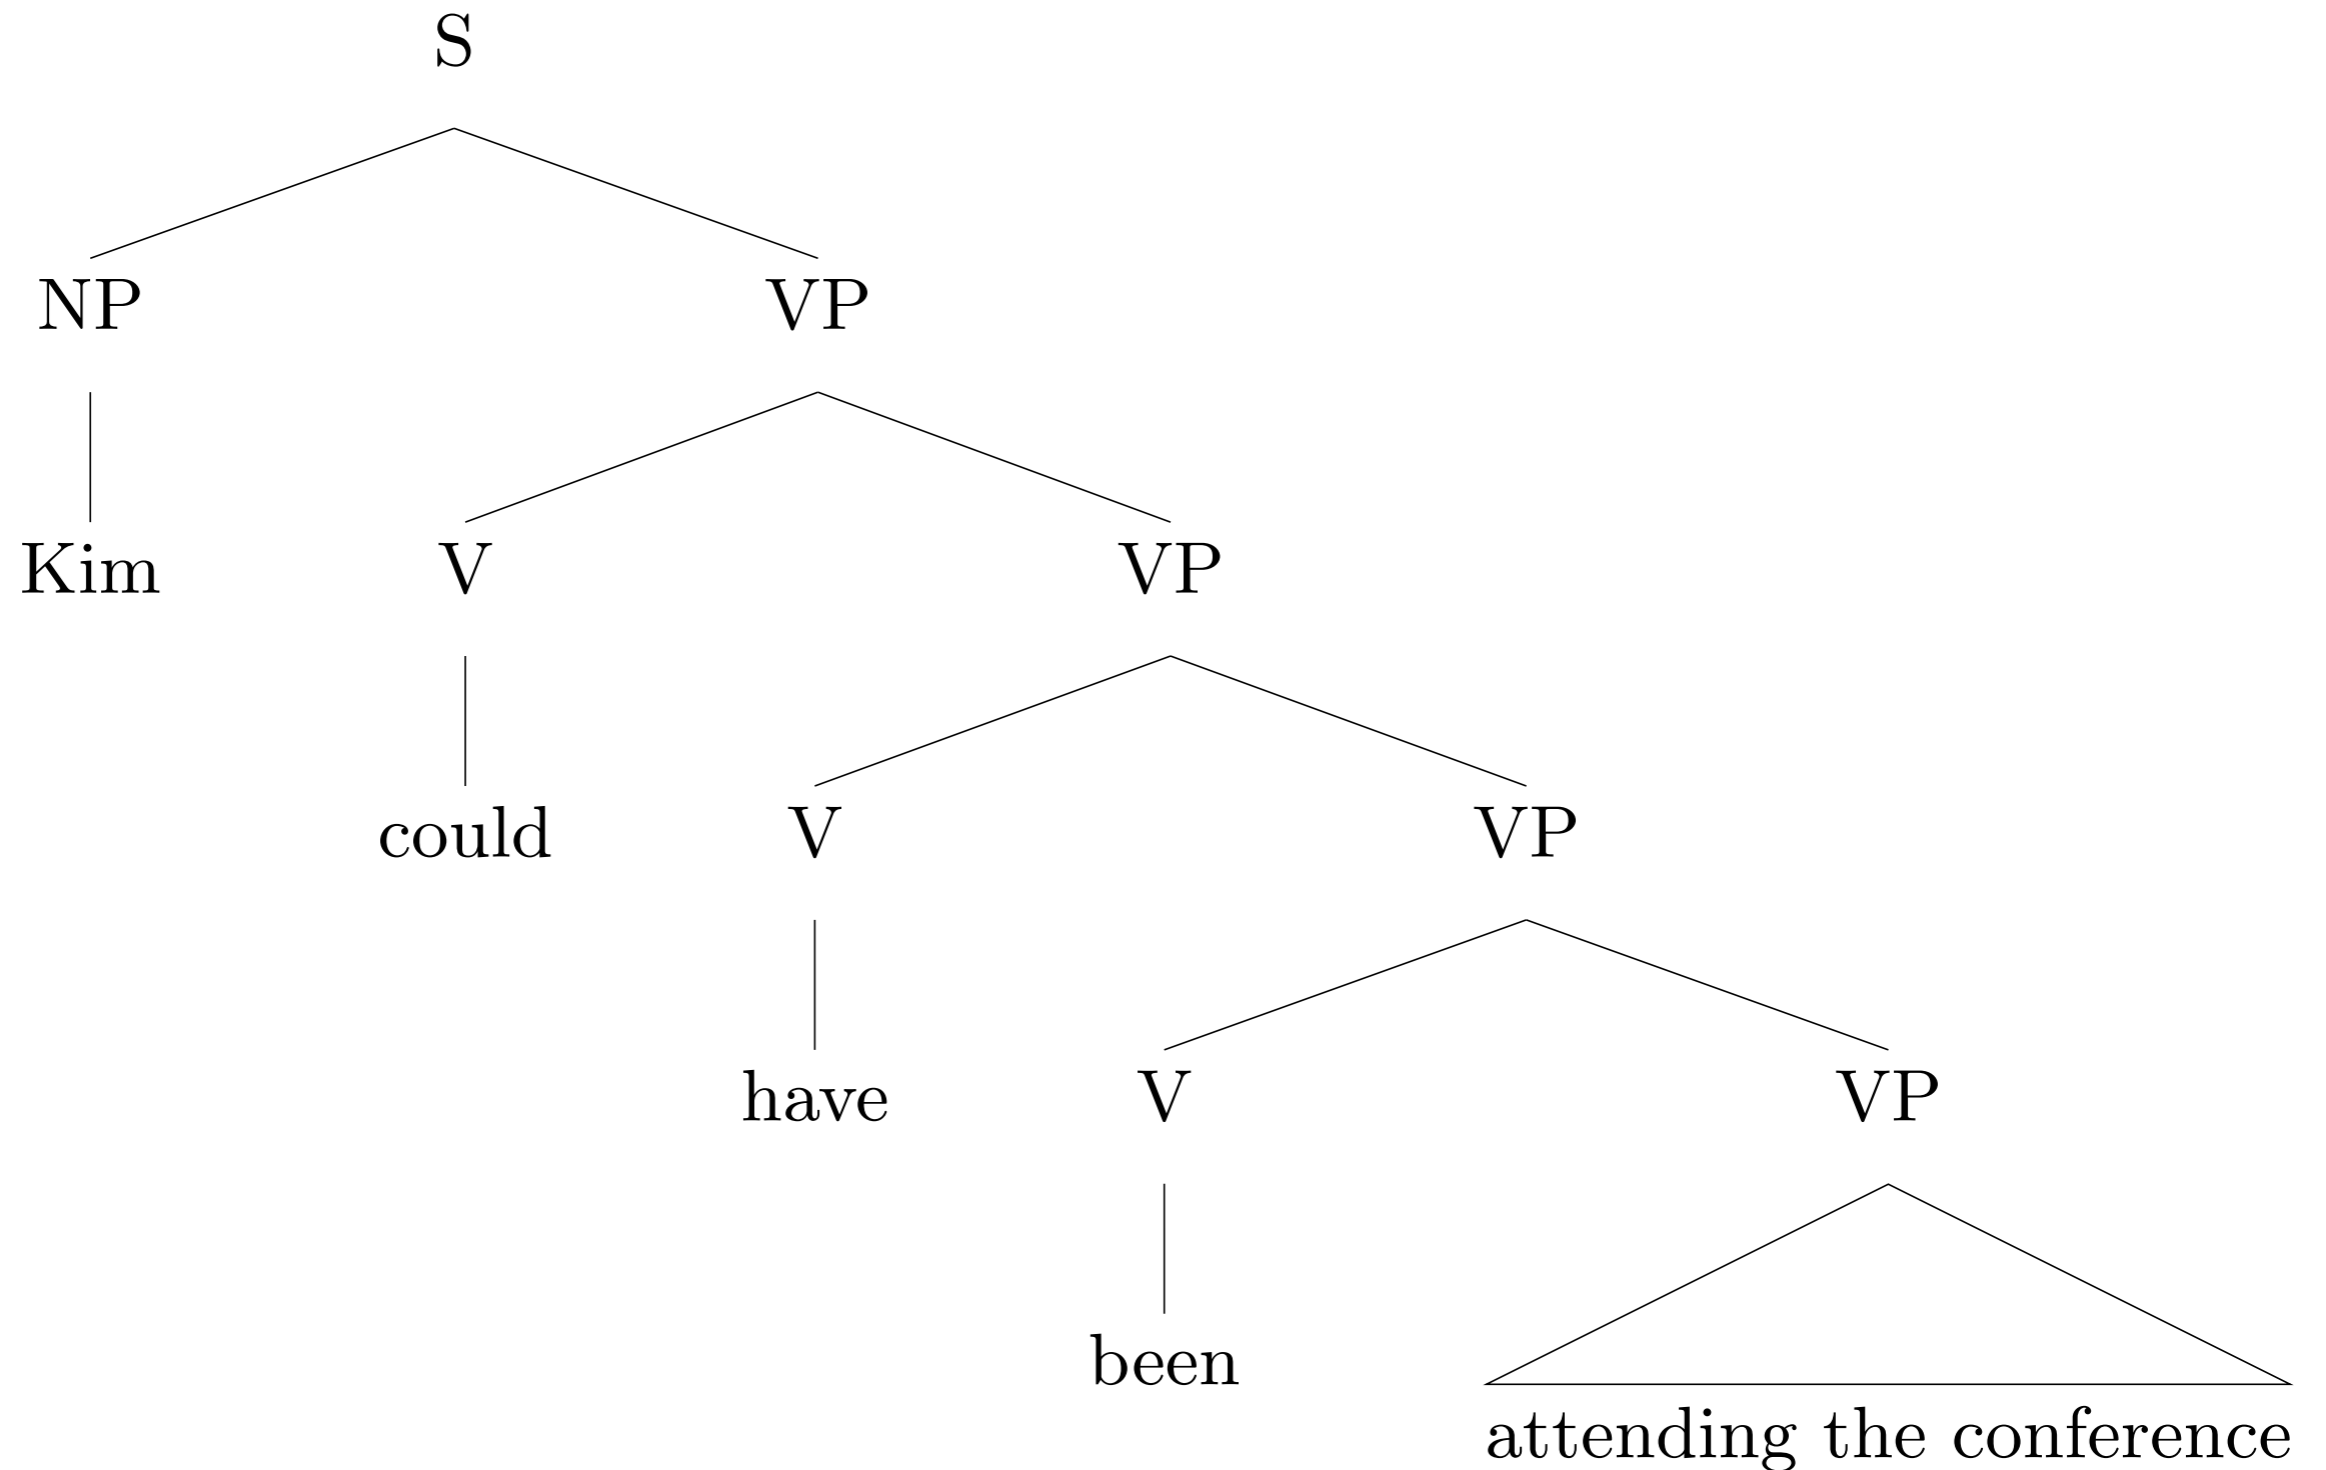 S
NP VP
Kim V VP
could V VP
have V VP
been
attending the conference